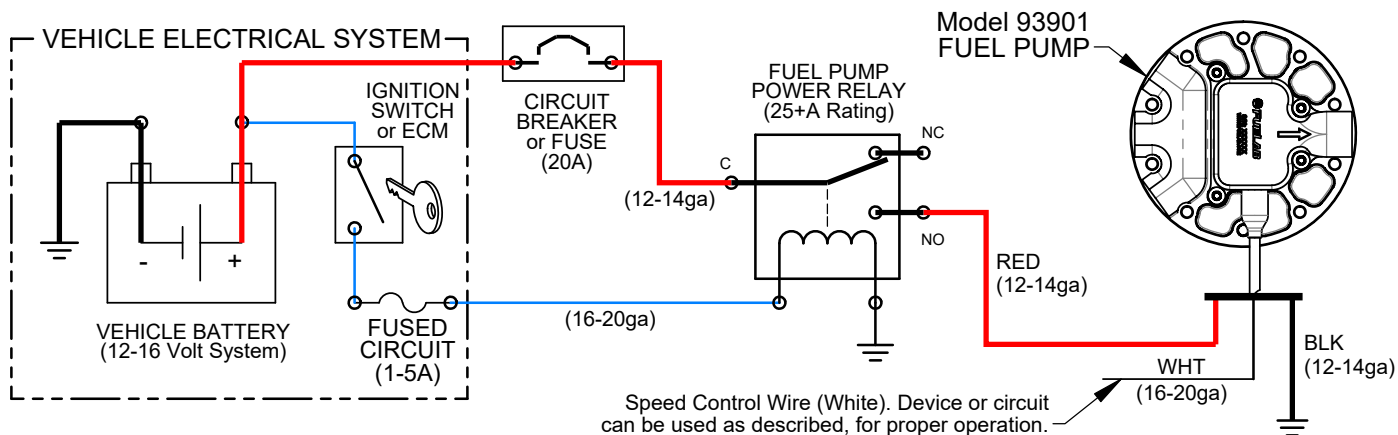 VEHICLE ELECTRICAL SYSTEM
IGNITION
SWITCH
or ECM
CIRCUIT
BREAKER
or FUSE
(20A)
FUEL PUMP
POWER RELAY
(25+A Rating)
Model 93901
FUEL PUMP
FUELAB
NC
C
(12-14ga)
NO
RED
(12-14ga)
- +
VEHICLE BATTERY
(12-16 Volt System)
FUSED
CIRCUIT
(1-5A)
(16-20ga)
BLK
(12-14ga)
WHT
(16-20ga)
Speed Control Wire (White). Device or circuit
can be used as described, for proper operation.